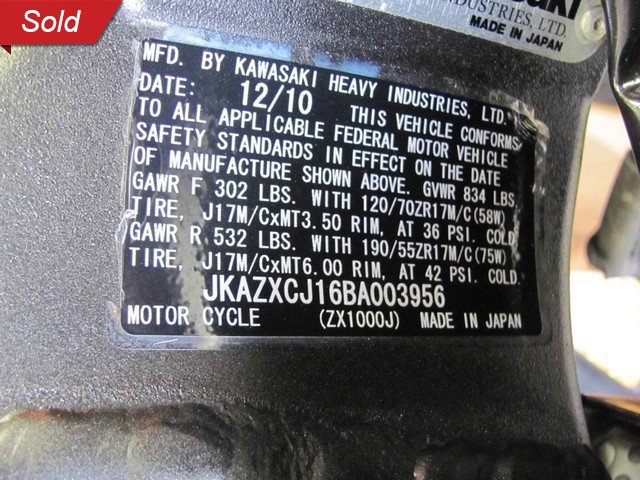 Sold
INDUSTRIES, LTD.
MADE IN JAPAN
MFD. BY KAWASAKI HEAVY INDUSTRIES, LTD.
DATE: 12/10 THIS VEHICLE CONFORMS
TO ALL APPLICABLE FEDERAL MOTOR VEHICLE
SAFETY STANDARDS IN EFFECT ON THE DATE
OF MANUFACTURE SHOWN ABOVE. GVWR 834 LBS.
GAWR F 302 LBS. WITH 120/70ZR17M/C(58W)
TIRE, J17M/CxMT3.50 RIM, AT 36 PSI. COLD
GAWR R 532 LBS. WITH 190/55ZR17M/C(75W)
TIRE, J17M/CxMT6.00 RIM, AT 42 PSI. COLD
JKAZXCJ16BA003956
MOTOR CYCLE (ZX1000J) MADE IN JAPAN